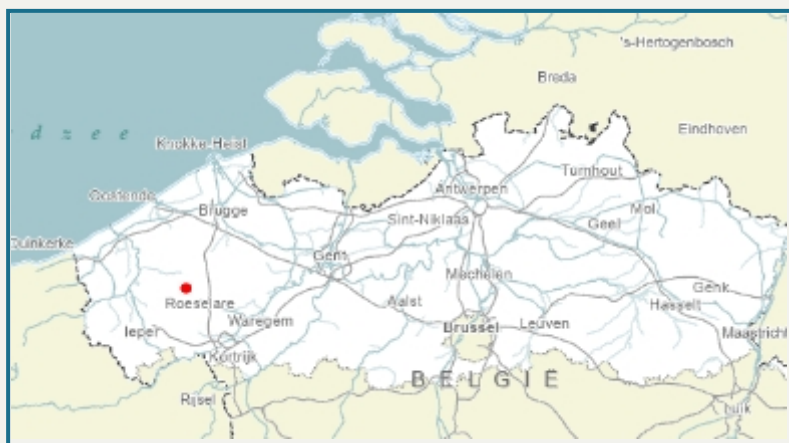 's-Hertogenbosch
Breda
Eindhoven
d z e e
Knokke-Heist
Turnhout
Oostende
Antwerpen
Brugge
Sint-Niklaas
Mol
Geel
Duinkerke
Gent
Mechelen
Genk
Roeselare
Aalst
Hasselt
Ieper
Waregem
Brussel
Leuven
Maastricht
Kortrijk
BELGIË
Rijsel
Luik